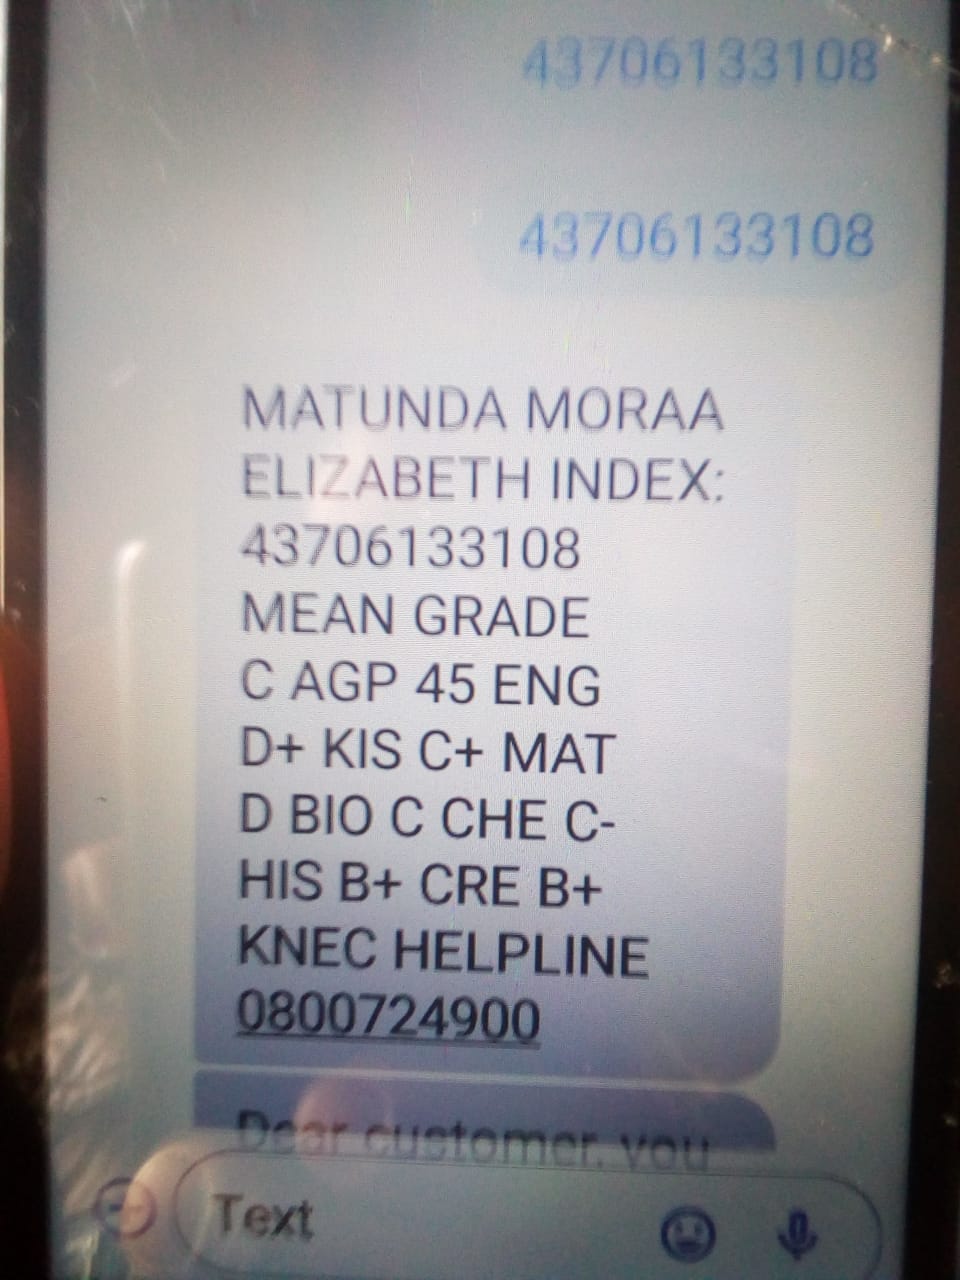 43706133108
43706133108
MATUNDA MORAA
ELIZABETH INDEX:
43706133108
MEAN GRADE
C AGP 45 ENG
D+ KIS C+ MAT
D BIO C CHE C-
HIS B+ CRE B+
KNEC HELPLINE
0800724900
Dear customer, you
Text